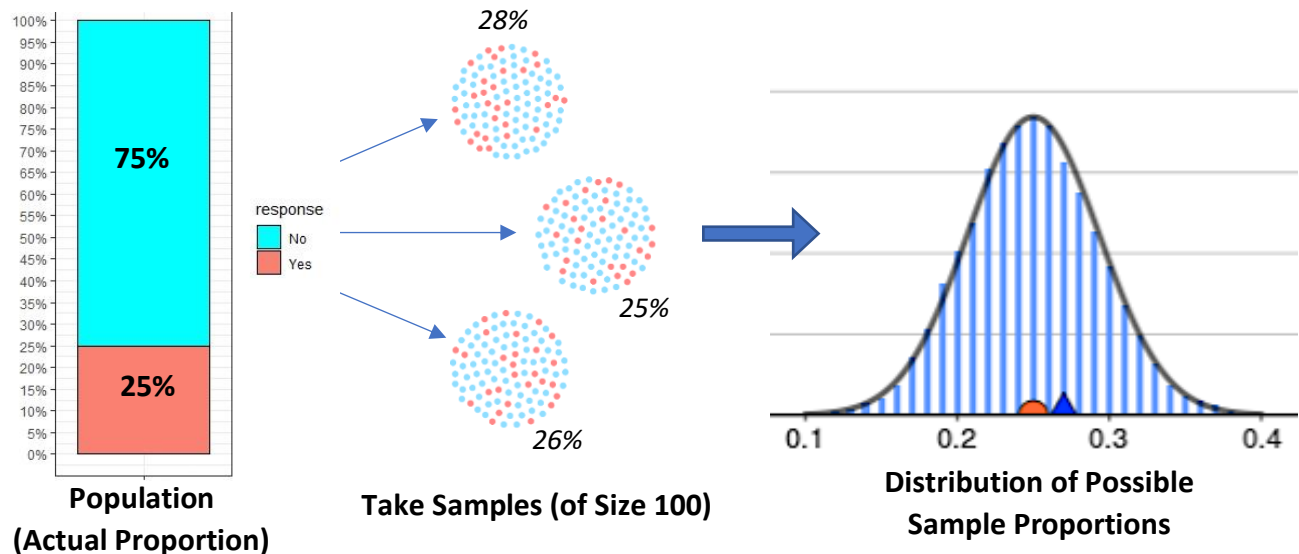 100%
95%
90%
85%
80%
75%
70%
65%
60%
55%
50%
45%
40%
35%
30%
25%
20%
15%
10%
5%
0%
75%
25%
Population
(Actual Proportion)
response
No
Yes
28%
25%
26%
Take Samples (of Size 100)
0.1 0.2 0.3 0.4
Distribution of Possible
Sample Proportions